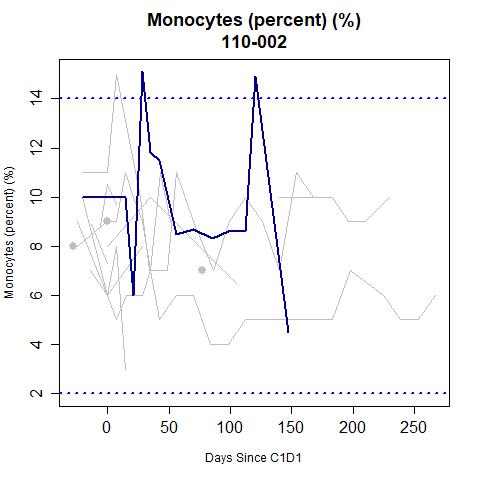 Monocytes (percent) (%)
110-002
Monocytes (percent) (%)
14
12
10
8
6
4
2
0 50 100 150 200 250
Days Since C1D1